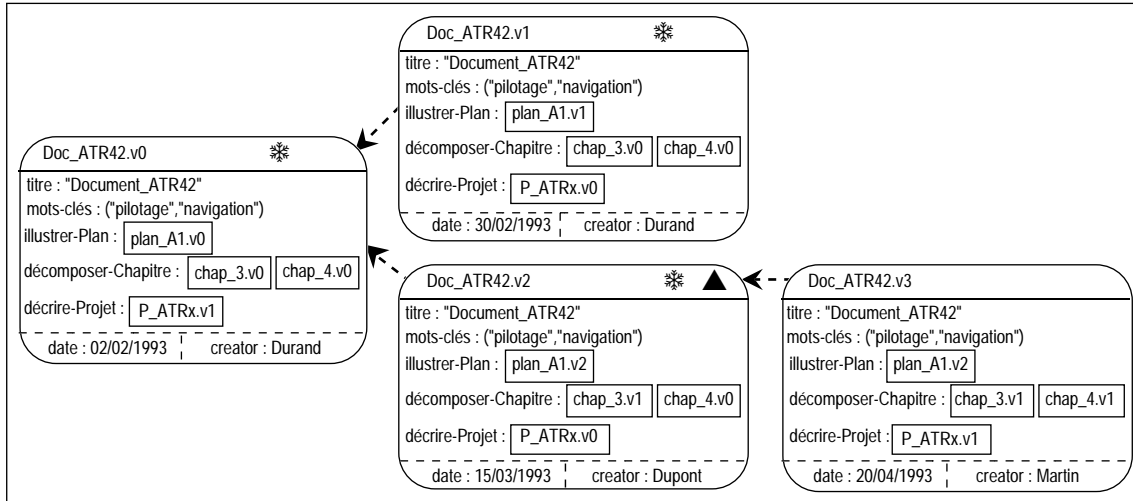 Doc_ATR42.v1
titre : "Document_ATR42"
mots-clés : ("pilotage","navigation")
illustrer-Plan : plan_A1.v1
décomposer-Chapitre : chap_3.v0 chap_4.v0
décrire-Projet : P_ATRx.v0
date : 30/02/1993 creator : Durand
Doc_ATR42.v0
titre : "Document_ATR42"
mots-clés : ("pilotage","navigation")
illustrer-Plan : plan_A1.v0
décomposer-Chapitre : chap_3.v0 chap_4.v0
décrire-Projet : P_ATRx.v1
date : 02/02/1993 creator : Durand
Doc_ATR42.v2
titre : "Document_ATR42"
mots-clés : ("pilotage","navigation")
illustrer-Plan : plan_A1.v2
décomposer-Chapitre : chap_3.v1 chap_4.v0
décrire-Projet : P_ATRx.v0
date : 15/03/1993 creator : Dupont
Doc_ATR42.v3
titre : "Document_ATR42"
mots-clés : ("pilotage","navigation")
illustrer-Plan : plan_A1.v2
décomposer-Chapitre : chap_3.v1 chap_4.v1
décrire-Projet : P_ATRx.v1
date : 20/04/1993 creator : Martin